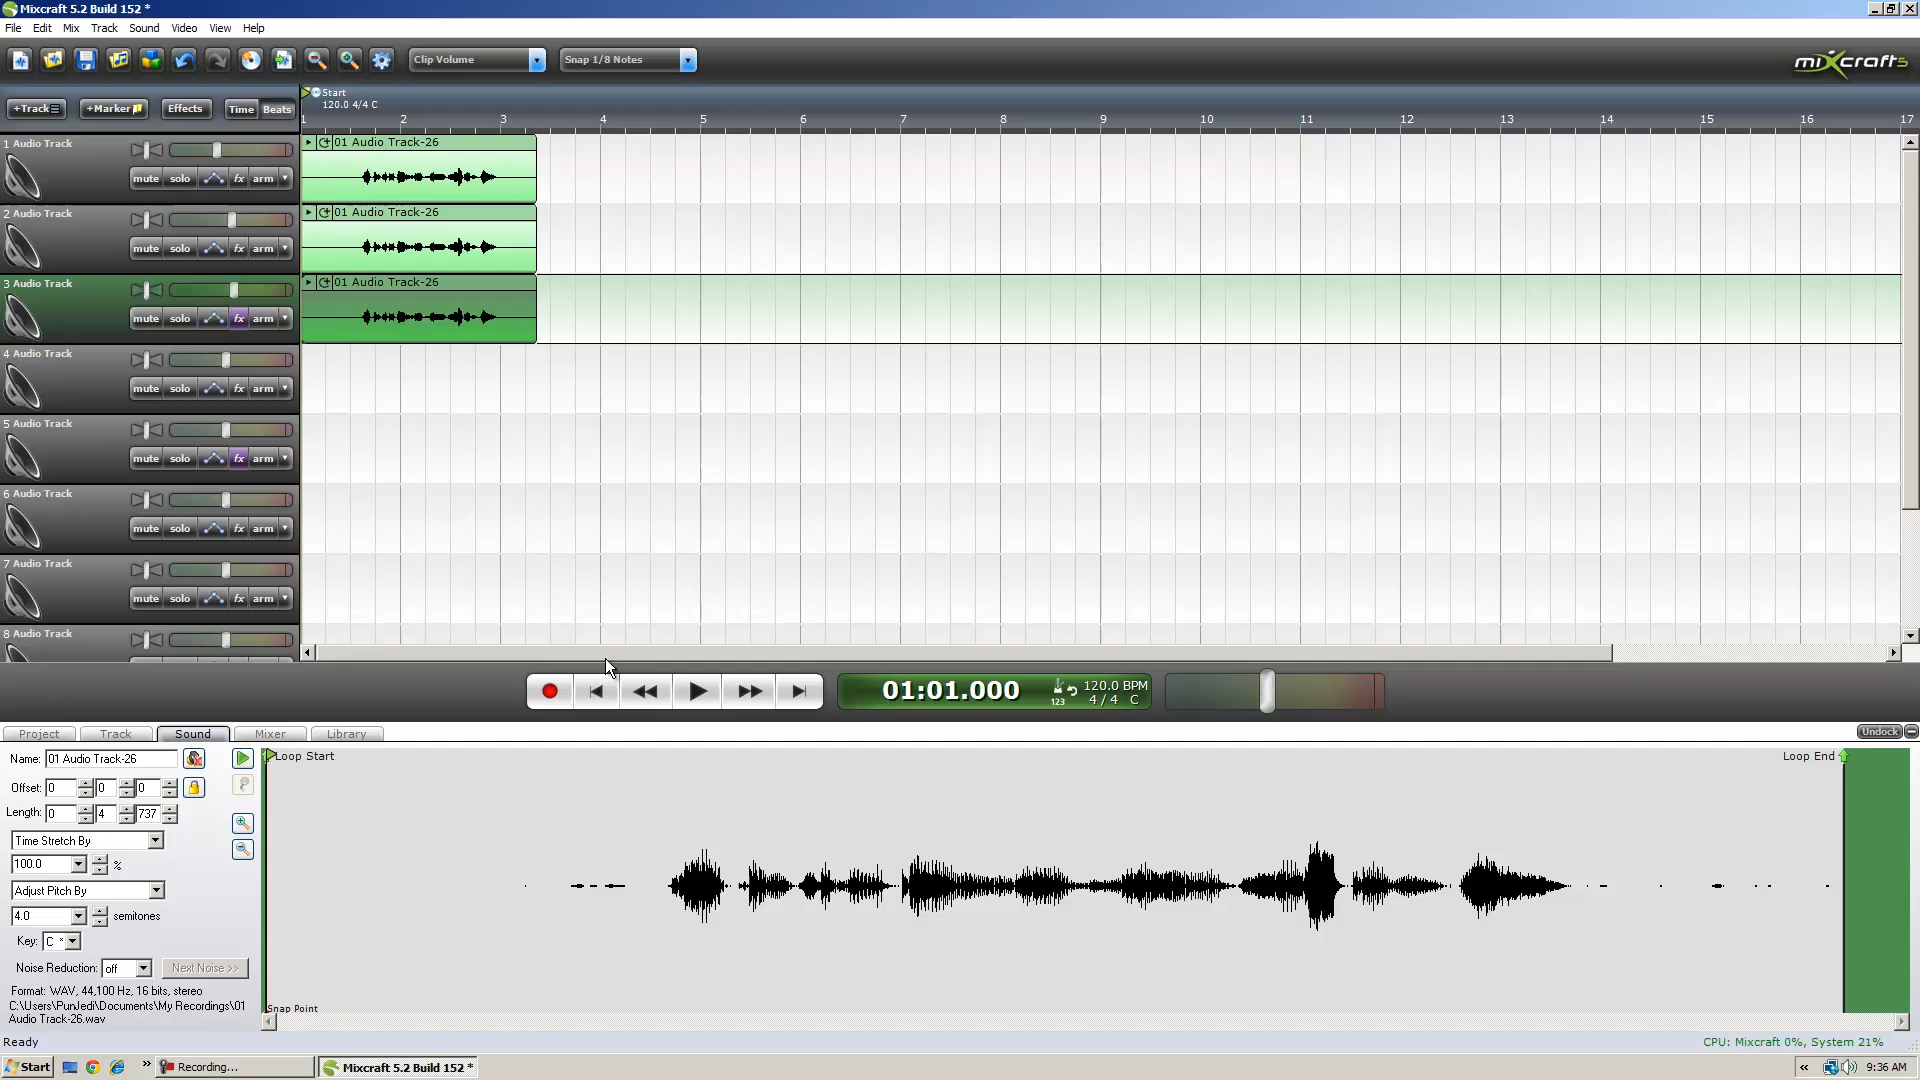 Mixcraft 5.2 Build 152 *
File Edit Mix Track Sound Video View Help
Clip Volume Snap 1/8 Notes mixcraft5
+Track +Marker Effects Time Beats
Start
120.0 4/4 C
1 2 3 4 5 6 7 8 9 10 11 12 13 14 15 16 17
1 Audio Track
01 Audio Track-26
mute solo fx arm
2 Audio Track
01 Audio Track-26
mute solo fx arm
3 Audio Track
01 Audio Track-26
mute solo fx arm
4 Audio Track
mute solo fx arm
5 Audio Track
mute solo fx arm
6 Audio Track
mute solo fx arm
7 Audio Track
mute solo fx arm
8 Audio Track
01:01.000
123
120.0 BPM
4 / 4 C
Project Track Sound Mixer Library Undock
Name: 01 Audio Track-26
Loop Start
Loop End
Offset: 0 0 0
Length: 0 4 737
Time Stretch By
100.0 %
Adjust Pitch By
4.0 semitones
Key: C *
Noise Reduction: off Next Noise >>
Format: WAV, 44,100 Hz, 16 bits, stereo
C:\Users\PunJedi\Documents\My Recordings\01
Audio Track-26.wav
Snap Point
Ready
CPU: Mixcraft 0%, System 21%
Start » Recording... Mixcraft 5.2 Build 152 * « 9:36 AM